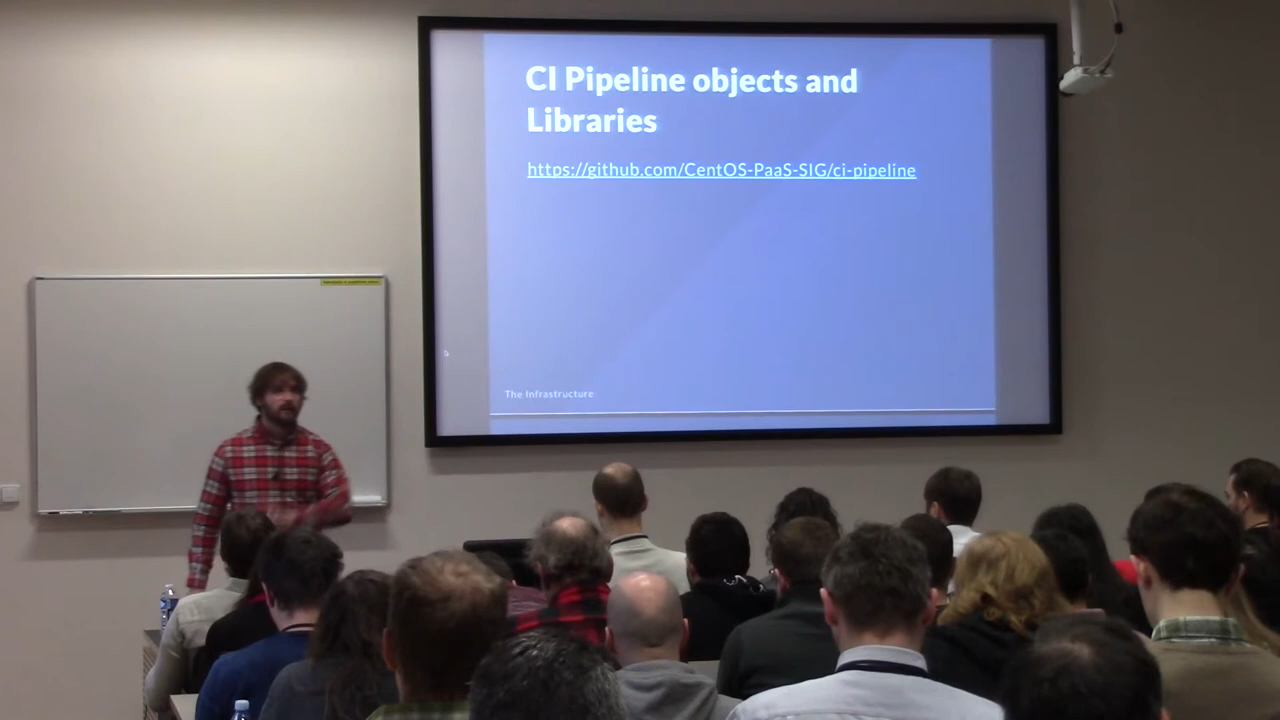 CI Pipeline objects and
Libraries
https://github.com/CentOS-PaaS-SIG/ci-pipeline
The Infrastructure